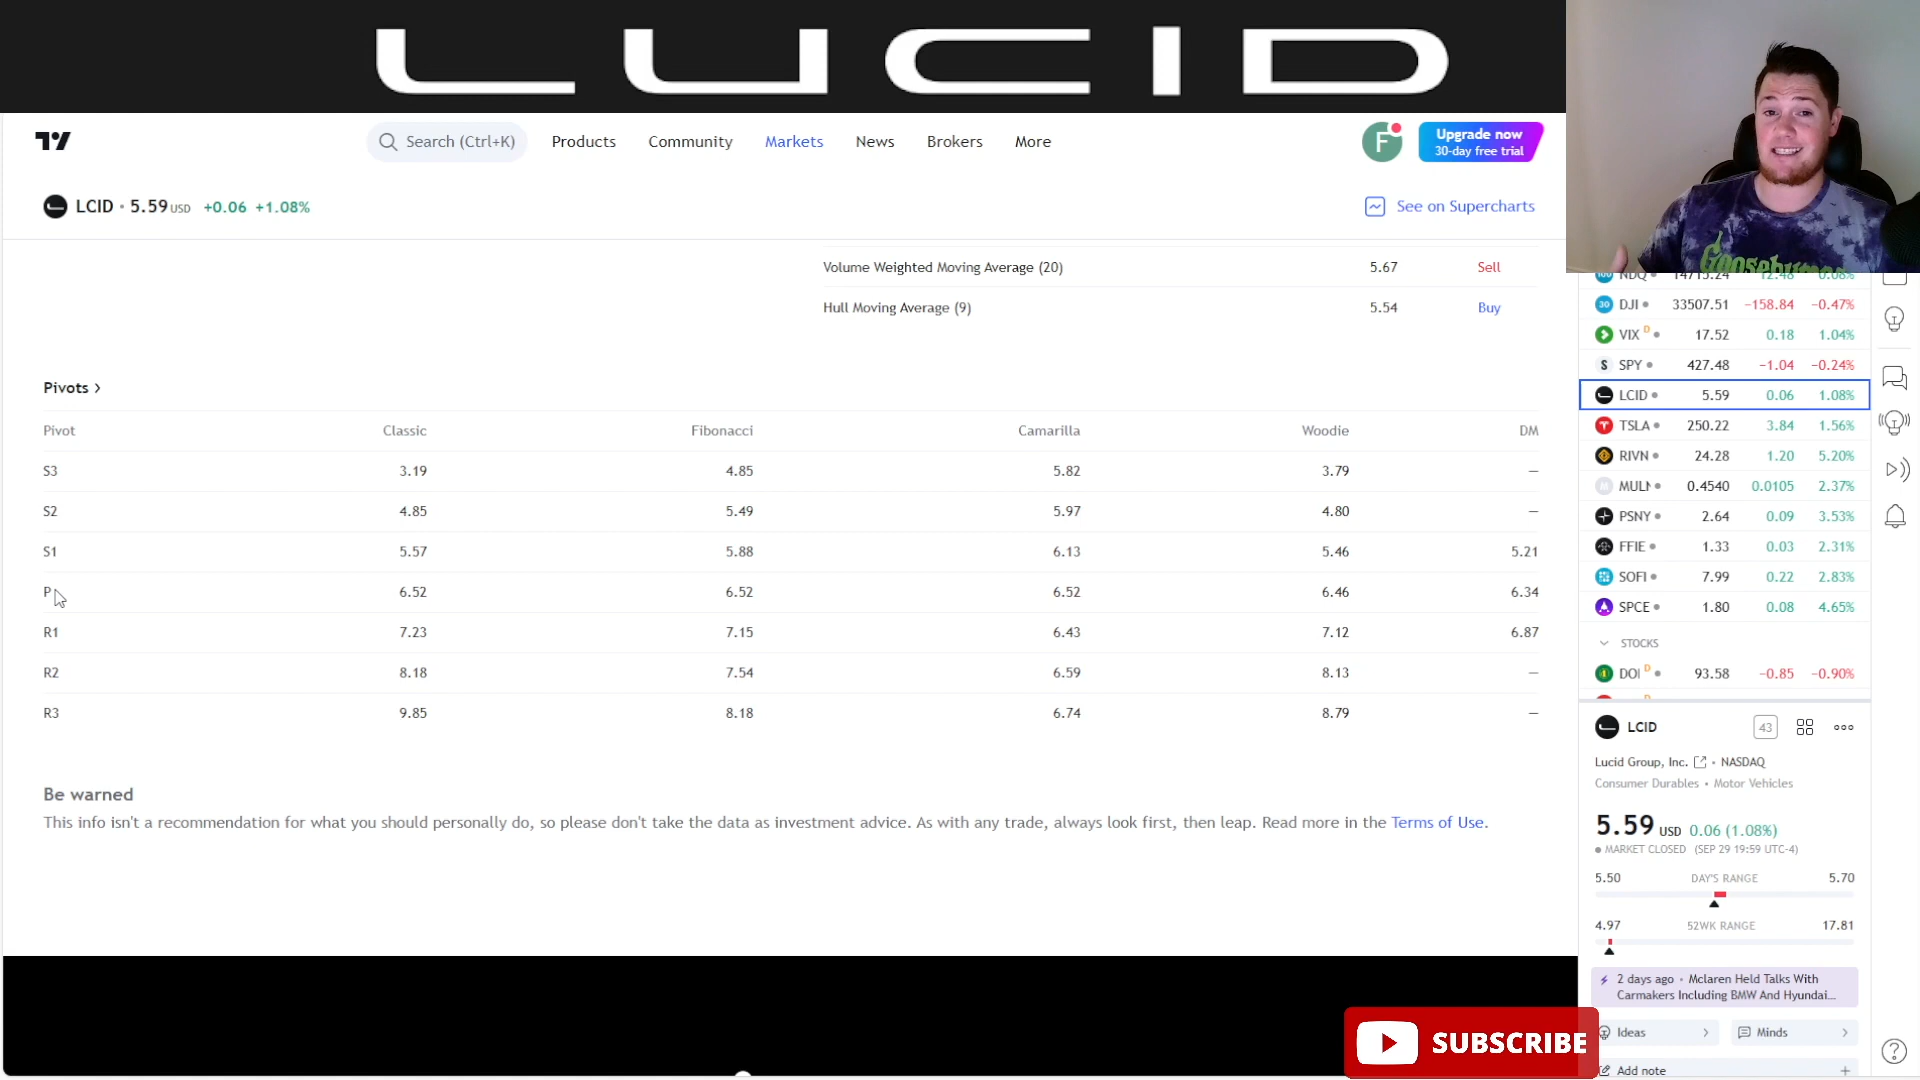 LUCID
Search (Ctrl+K)
Products
Community
Markets
News
Brokers
More
F
Upgrade now
30-day free trial
LCID • 5.59 USD +0.06 +1.08%
See on Supercharts
Volume Weighted Moving Average (20) 5.67 Sell
Hull Moving Average (9) 5.54 Buy
Pivots >
Pivot Classic Fibonacci Camarilla Woodie DM
S3 3.19 4.85 5.82 3.79 —
S2 4.85 5.49 5.97 4.80 —
S1 5.57 5.88 6.13 5.46 5.21
P 6.52 6.52 6.52 6.46 6.34
R1 7.23 7.15 6.43 7.12 6.87
R2 8.18 7.54 6.59 8.13 —
R3 9.85 8.18 6.74 8.79 —
Be warned
This info isn't a recommendation for what you should personally do, so please don't take the data as investment advice. As with any trade, always look first, then leap. Read more in the Terms of Use.
Goosebumps
NDQ 14715.24 12.48 0.08%
30 DJI 33507.51 −158.84 −0.47%
VIX D 17.52 0.18 1.04%
S SPY 427.48 −1.04 −0.24%
LCID 5.59 0.06 1.08%
TSLA 250.22 3.84 1.56%
RIVN 24.28 1.20 5.20%
M MULN 0.4540 0.0105 2.37%
PSNY 2.64 0.09 3.53%
FFIE 1.33 0.03 2.31%
SOFI 7.99 0.22 2.83%
SPCE 1.80 0.08 4.65%
STOCKS
DOL D 93.58 −0.85 −0.90%
LCID 43
Lucid Group, Inc. • NASDAQ
Consumer Durables • Motor Vehicles
5.59 USD 0.06 (1.08%)
MARKET CLOSED (SEP 29 19:59 UTC-4)
5.50 DAY'S RANGE 5.70
4.97 52WK RANGE 17.81
2 days ago • Mclaren Held Talks With
Carmakers Including BMW And Hyundai...
Ideas
Minds
Add note
SUBSCRIBE